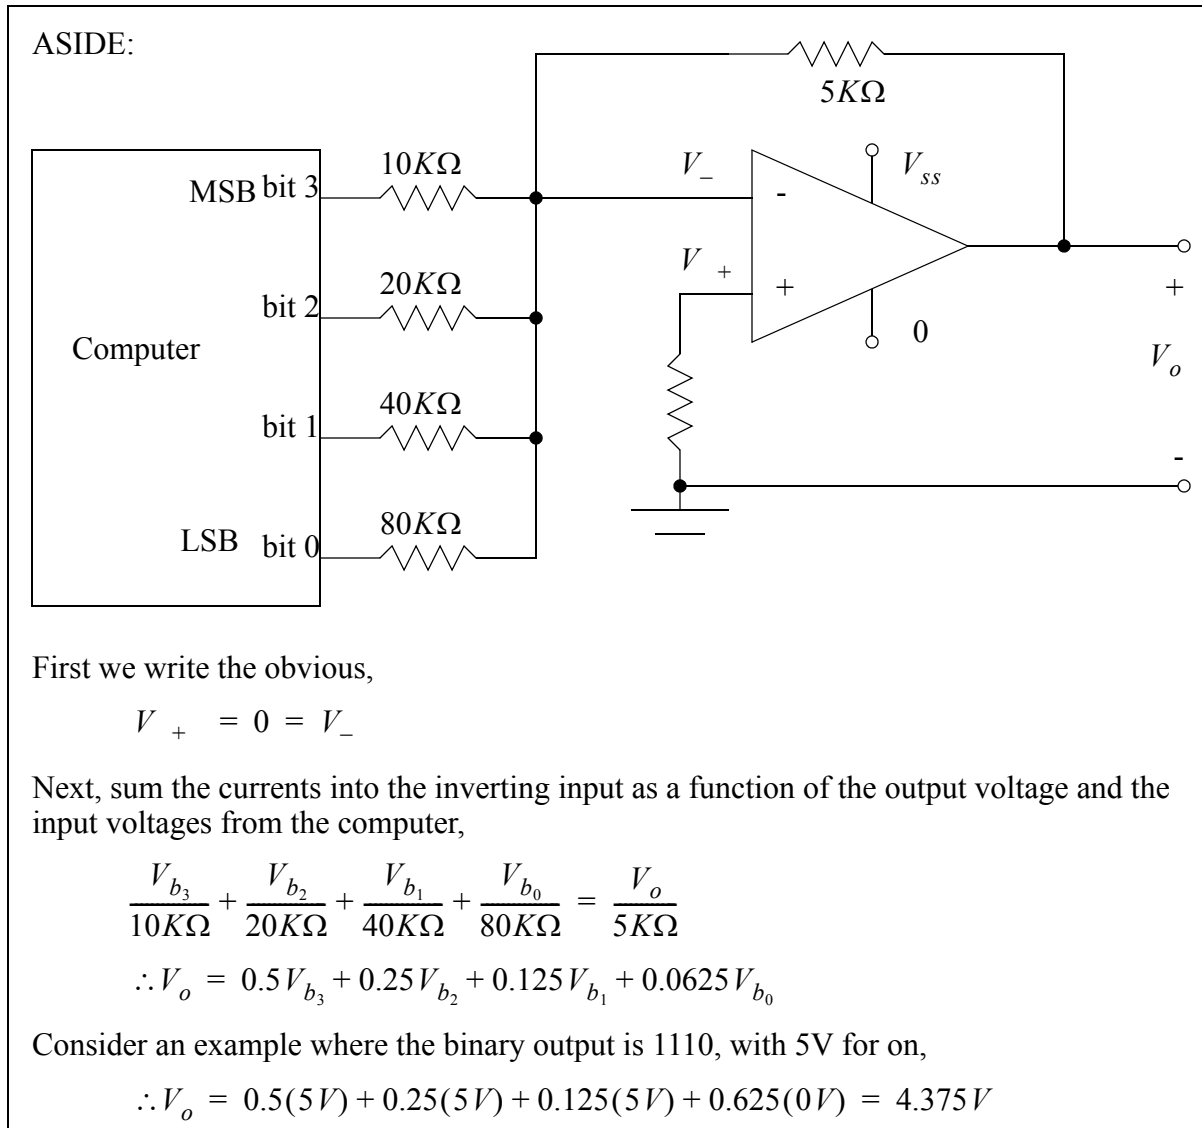 ASIDE:
5KΩ
10KΩ
V₋
V_ss
MSB bit 3
-
V₊
20KΩ
+
bit 2
+
0
Computer
V_o
40KΩ
bit 1
-
80KΩ
LSB bit 0
First we write the obvious,
V₊ = 0 = V₋
Next, sum the currents into the inverting input as a function of the output voltage and the
input voltages from the computer,
V_b₃/10KΩ + V_b₂/20KΩ + V_b₁/40KΩ + V_b₀/80KΩ = V_o/5KΩ
∴V_o = 0.5V_b₃ + 0.25V_b₂ + 0.125V_b₁ + 0.0625V_b₀
Consider an example where the binary output is 1110, with 5V for on,
∴V_o = 0.5(5V) + 0.25(5V) + 0.125(5V) + 0.625(0V) = 4.375V